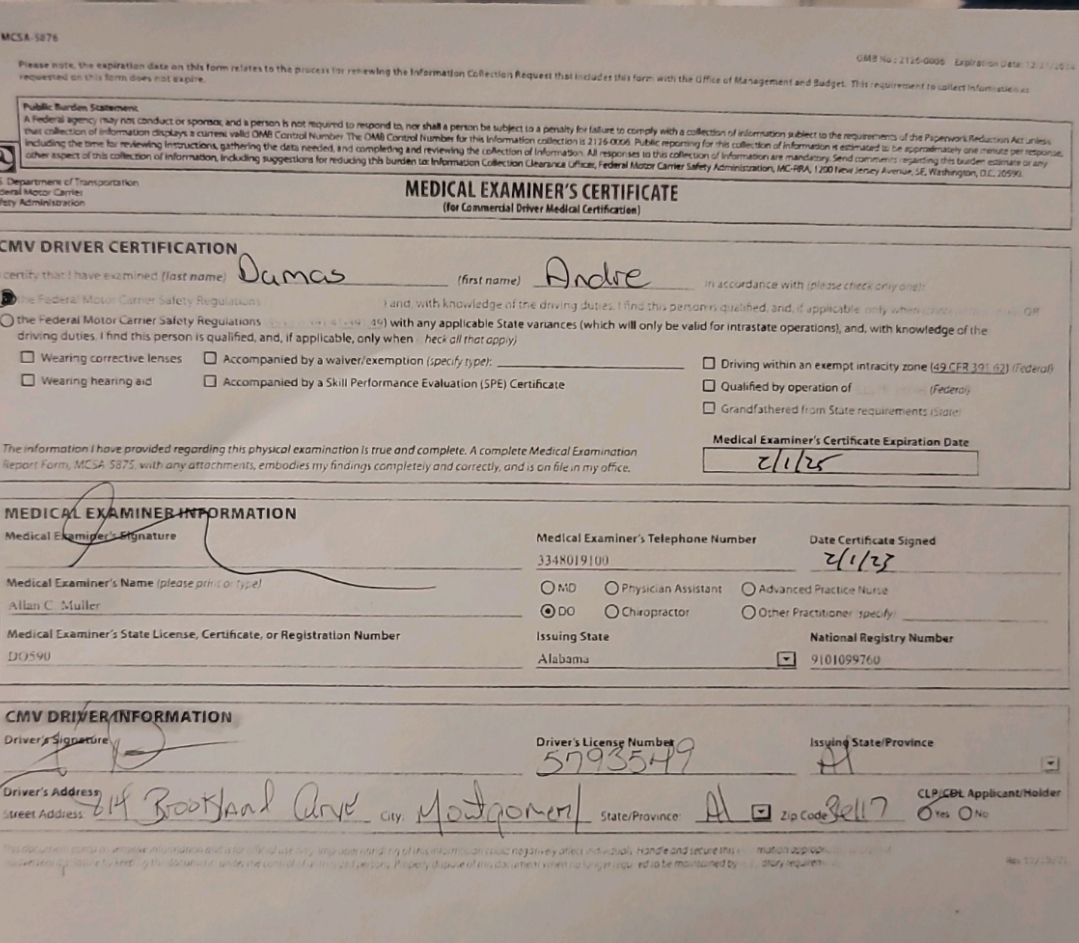 MCSA-5876
OMB No.: 2126-0006 Expiration Date:
Please note, the expiration date on this form relates to the process for renewing the Information Collection Request that includes this form with the Office of Management and Budget. This requirement to collect information as
requested on this form does not expire.
Public Burden Statement
A Federal agency may not conduct or sponsor, and a person is not required to respond to, nor shall a person be subject to a penalty for failure to comply with a collection of information subject to the requirements of the Paperwork Reduction Act unless
that collection of information displays a current valid OMB Control Number. The OMB Control Number for this information collection is 2126-0006. Public reporting for this collection of information is estimated to be approximately one minute per response,
including the time for reviewing instructions, gathering the data needed, and completing and reviewing the collection of information. All responses to this collection of information are mandatory. Send comments regarding this burden estimate or any
other aspect of this collection of information, including suggestions for reducing this burden to: Information Collection Clearance Officer, Federal Motor Carrier Safety Administration, MC-RRA, 1200 New Jersey Avenue, SE, Washington, D.C. 20590.
Department of Transportation
Motor Carrier
Administration
MEDICAL EXAMINER'S CERTIFICATE
(for Commercial Driver Medical Certification)
CMV DRIVER CERTIFICATION
certify that I have examined (last name) Damas (first name) Andre in accordance with (please check only one):
the Federal Motor Carrier Safety Regulations ) and, with knowledge of the driving duties, I find this person is qualified, and, if applicable, only when OR
the Federal Motor Carrier Safety Regulations with any applicable State variances (which will only be valid for intrastate operations), and, with knowledge of the
driving duties, I find this person is qualified, and, if applicable, only when heck all that apply)
Wearing corrective lenses Accompanied by a waiver/exemption (specify type): Driving within an exempt intracity zone (49 CFR 391.62) (Federal)
Wearing hearing aid Accompanied by a Skill Performance Evaluation (SPE) Certificate Qualified by operation of (Federal)
Grandfathered from State requirements (State)
The information I have provided regarding this physical examination is true and complete. A complete Medical Examination
Report Form, MCSA-5875, with any attachments, embodies my findings completely and correctly, and is on file in my office.
Medical Examiner's Certificate Expiration Date
2/1/25
MEDICAL EXAMINER INFORMATION
Medical Examiner's Signature Medical Examiner's Telephone Number Date Certificate Signed
3348019100 2/1/23
Medical Examiner's Name (please print or type) MD Physician Assistant Advanced Practice Nurse
Allan C. Muller DO Chiropractor Other Practitioner (specify)
Medical Examiner's State License, Certificate, or Registration Number Issuing State National Registry Number
DO590 Alabama 9101099760
CMV DRIVER INFORMATION
Driver's Signature Driver's License Number Issuing State/Province
5793549 Al
Driver's Address CLP/CDL Applicant/Holder
Street Address: 614 City: Montgomery State/Province: Al Zip Code: Yes No